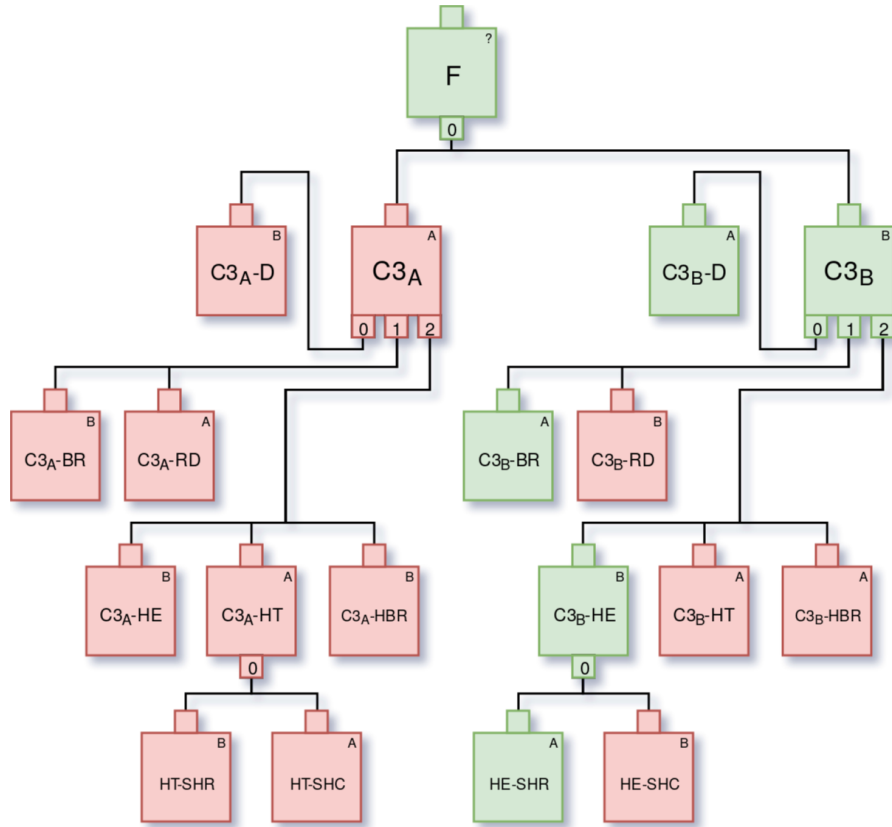 ?
F
0
B
C3A-D
A
C3A
0 1 2
A
C3B-D
B
C3B
0 1 2
B
C3A-BR
A
C3A-RD
A
C3B-BR
B
C3B-RD
B
C3A-HE
A
C3A-HT
0
B
C3A-HBR
B
C3B-HE
0
A
C3B-HT
A
C3B-HBR
B
HT-SHR
A
HT-SHC
A
HE-SHR
B
HE-SHC